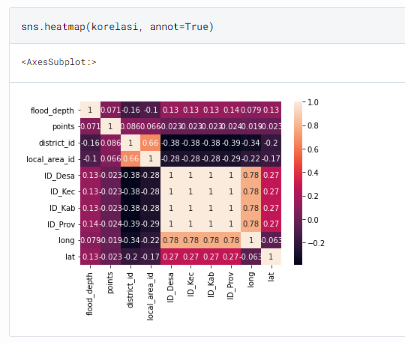 sns.heatmap(korelasi, annot=True)
<AxesSubplot:>
flood_depth 1 0.071 -0.16 -0.1 0.13 0.13 0.13 0.14 0.079 0.13
points 0.071 1 0.086 0.066 -0.023 -0.023 -0.023 -0.024 -0.019 -0.023
district_id -0.16 0.086 1 0.66 -0.38 -0.38 -0.38 -0.39 -0.34 -0.2
local_area_id -0.1 0.066 0.66 1 -0.28 -0.28 -0.28 -0.29 -0.22 -0.17
ID_Desa 0.13 -0.023 -0.38 -0.28 1 1 1 1 0.78 0.27
ID_Kec 0.13 -0.023 -0.38 -0.28 1 1 1 1 0.78 0.27
ID_Kab 0.13 -0.023 -0.38 -0.28 1 1 1 1 0.78 0.27
ID_Prov 0.14 -0.024 -0.39 -0.29 1 1 1 1 0.78 0.27
long 0.079 -0.019 -0.34 -0.22 0.78 0.78 0.78 0.78 1 -0.063
lat 0.13 -0.023 -0.2 -0.17 0.27 0.27 0.27 0.27 -0.063 1
flood_depth points district_id local_area_id ID_Desa ID_Kec ID_Kab ID_Prov long lat
1.0
0.8
0.6
0.4
0.2
0.0
-0.2